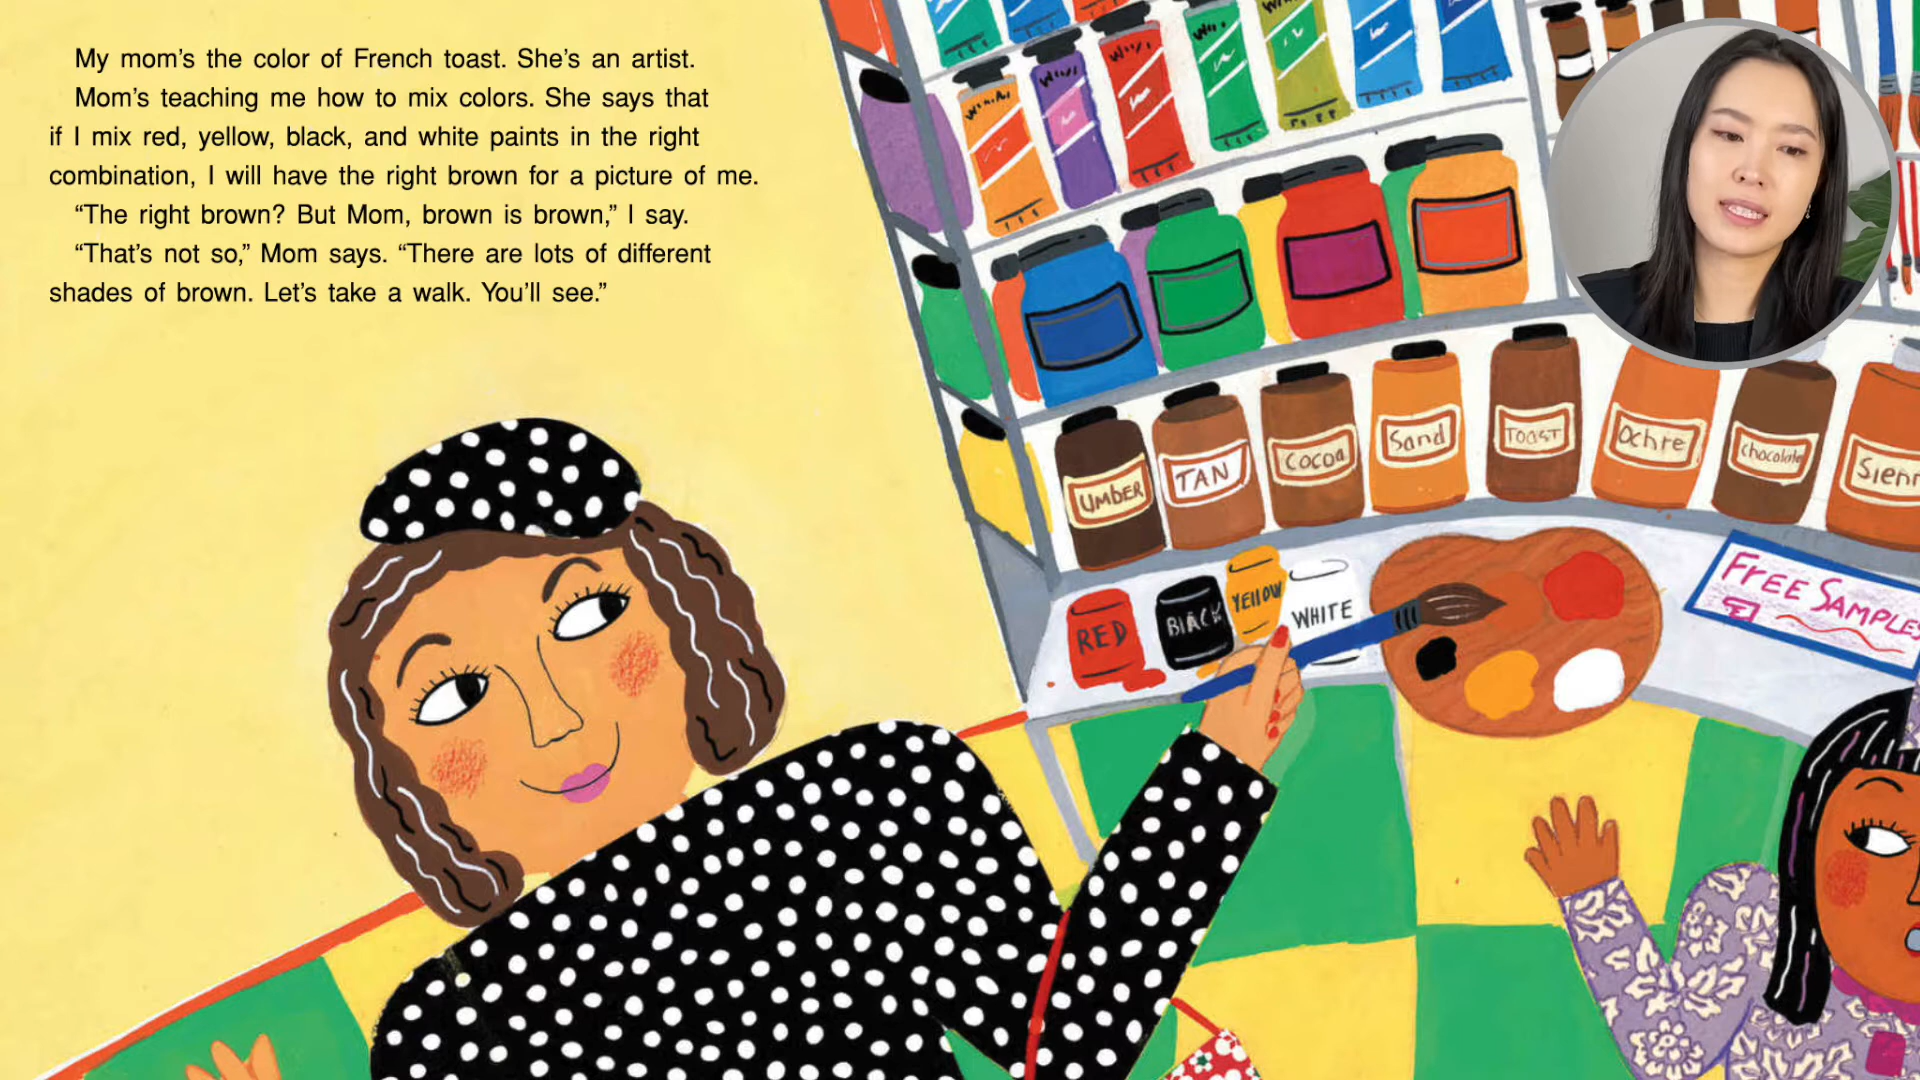 My mom’s the color of French toast. She’s an artist.
Mom’s teaching me how to mix colors. She says that
if I mix red, yellow, black, and white paints in the right
combination, I will have the right brown for a picture of me.
“The right brown? But Mom, brown is brown,” I say.
“That’s not so,” Mom says. “There are lots of different
shades of brown. Let’s take a walk. You’ll see.”
UMBER
TAN
Cocoa
Sand
TOAST
Ochre
chocolate
RED
BlACK
YEllOW
WHITE
FREE SAMPLES